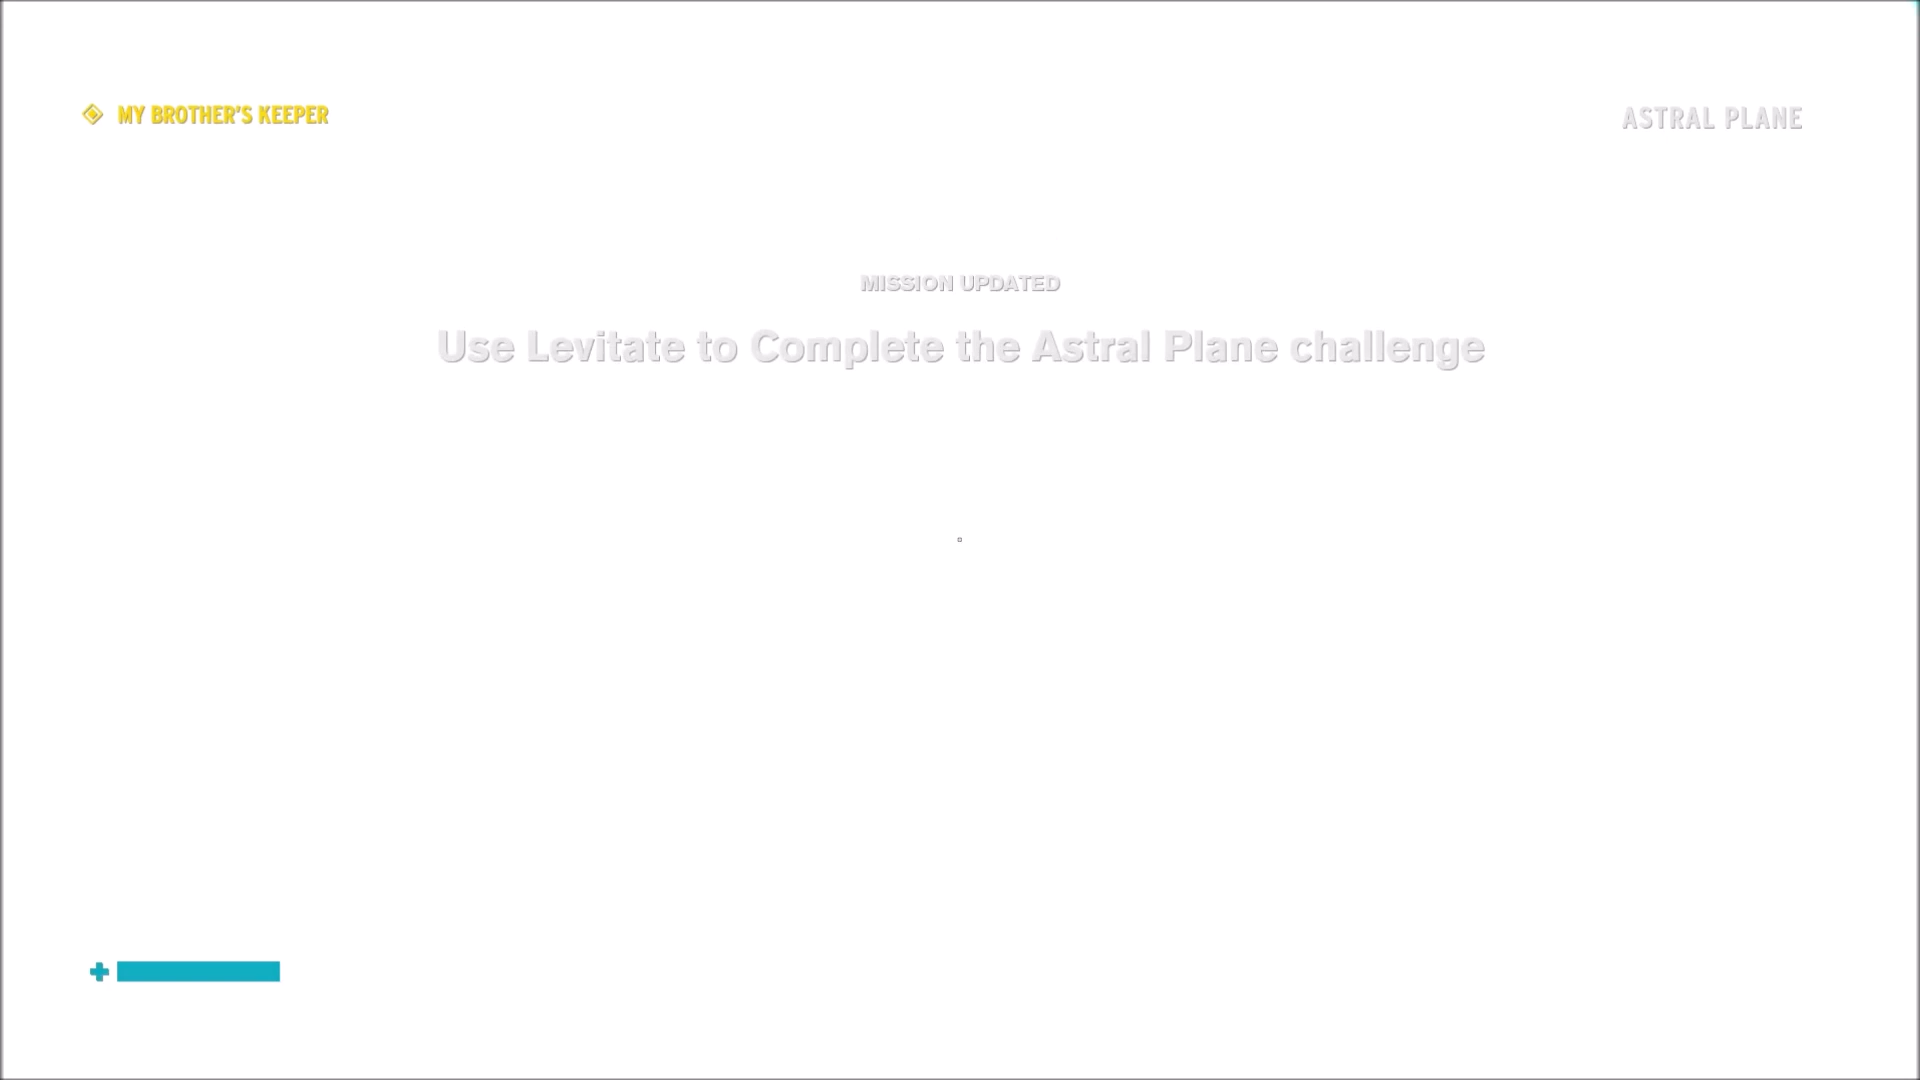 MY BROTHER'S KEEPER
ASTRAL PLANE
MISSION UPDATED
Use Levitate to Complete the Astral Plane challenge